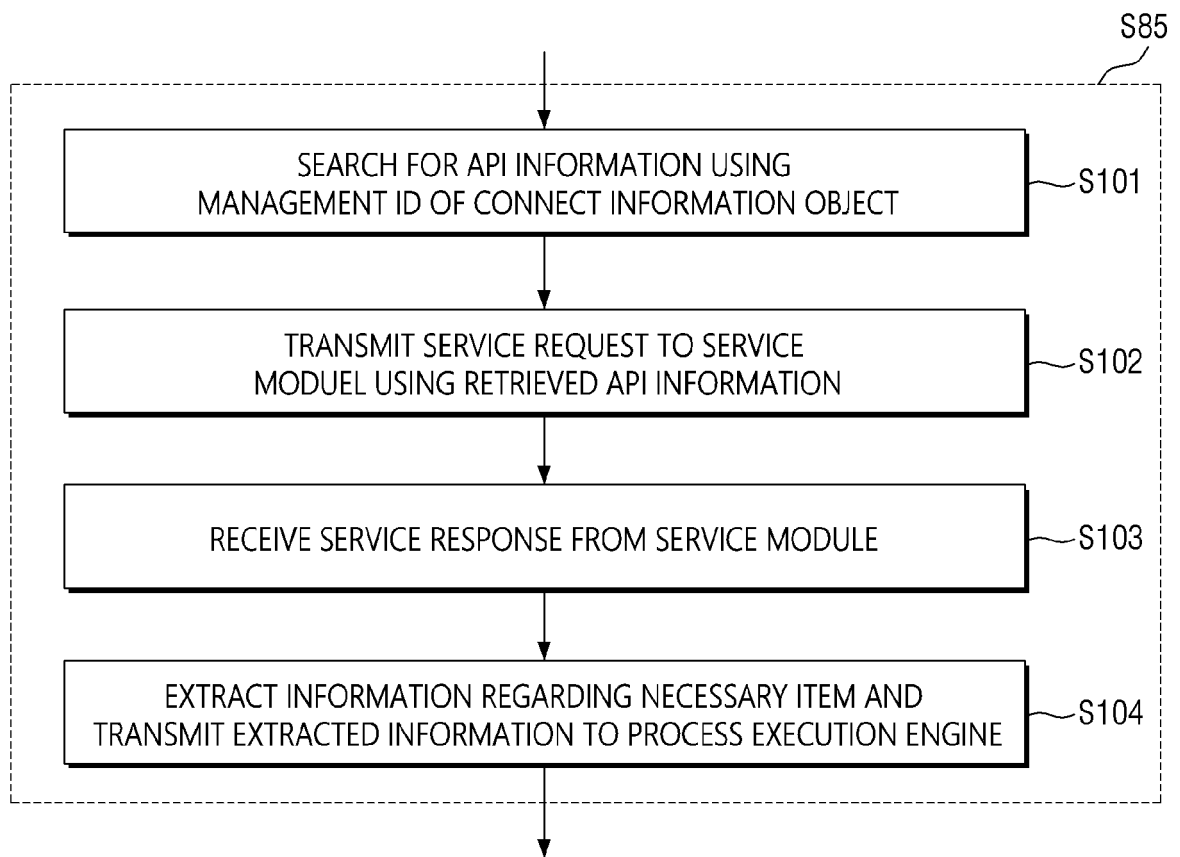 S85
SEARCH FOR API INFORMATION USING
MANAGEMENT ID OF CONNECT INFORMATION OBJECT
S101
TRANSMIT SERVICE REQUEST TO SERVICE
MODUEL USING RETRIEVED API INFORMATION
S102
RECEIVE SERVICE RESPONSE FROM SERVICE MODULE
S103
EXTRACT INFORMATION REGARDING NECESSARY ITEM AND
TRANSMIT EXTRACTED INFORMATION TO PROCESS EXECUTION ENGINE
S104